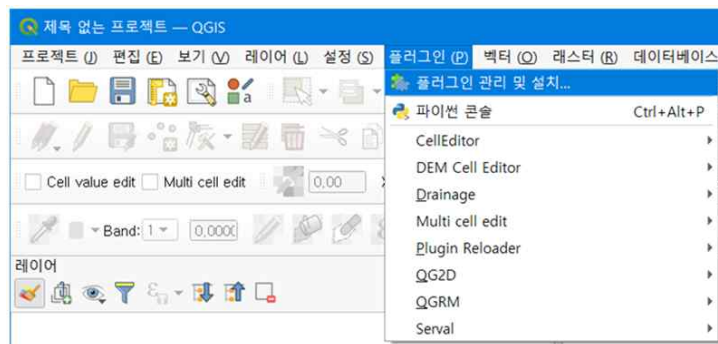 제목 없는 프로젝트 — QGIS
프로젝트 (J) 편집 (E) 보기 (V) 레이어 (L) 설정 (S) 플러그인 (P) 벡터 (O) 래스터 (R) 데이터베이스
플러그인 관리 및 설치...
파이썬 콘솔 Ctrl+Alt+P
CellEditor
DEM Cell Editor
Drainage
Multi cell edit
Plugin Reloader
QG2D
QGRM
Serval
a
Cell value edit Multi cell edit 0,00
Band: 1 0,000
레이어